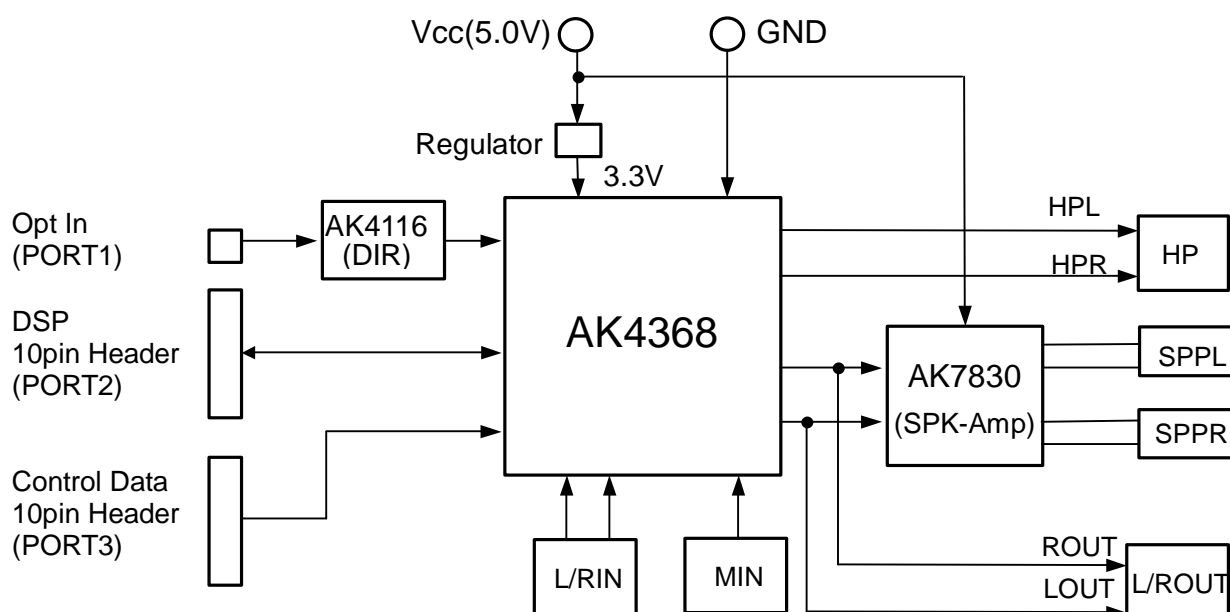 Vcc(5.0V)
GND
Regulator
3.3V
Opt In
(PORT1)
AK4116
(DIR)
HPL
HPR
HP
DSP
10pin Header
(PORT2)
AK4368
AK7830
(SPK-Amp)
SPPL
SPPR
Control Data
10pin Header
(PORT3)
L/RIN
MIN
ROUT
LOUT
L/ROUT